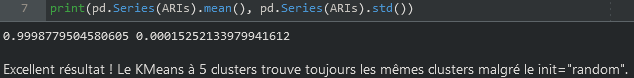 7 print(pd.Series(ARIs).mean(), pd.Series(ARIs).std())
0.9998779504580605 0.00015252133979941612
Excellent résultat ! Le KMeans à 5 clusters trouve toujours les mêmes clusters malgré le init="random".